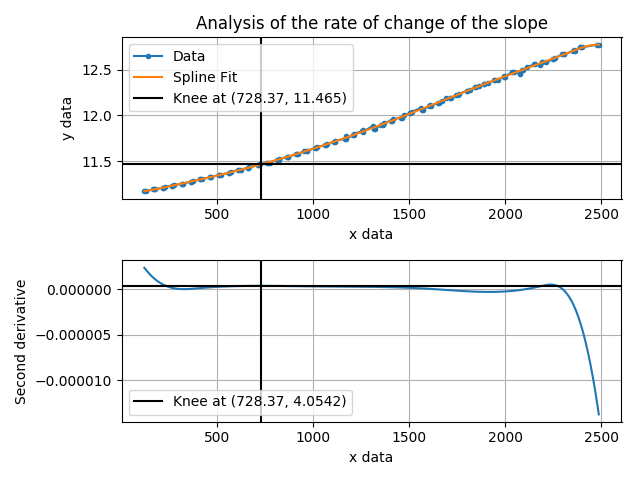 Analysis of the rate of change of the slope
Data
Spline Fit
Knee at (728.37, 11.465)
y data
12.5
12.0
11.5
500 1000 1500 2000 2500
x data
Second derivative
0.000000
−0.000005
−0.000010
Knee at (728.37, 4.0542)
500 1000 1500 2000 2500
x data